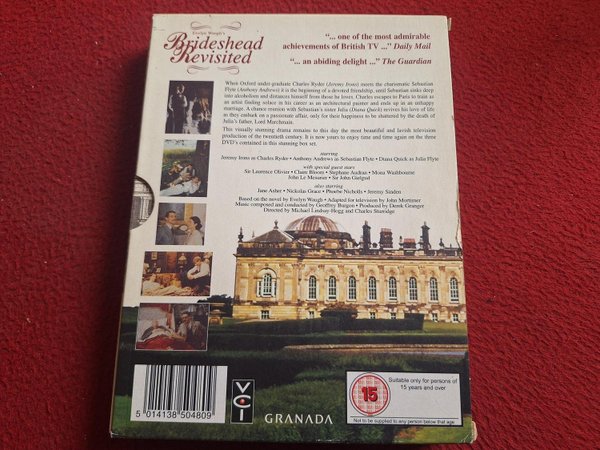 Evelyn Waugh's
Brideshead
Revisited
"... one of the most admirable
achievements of British TV ..." Daily Mail
"... an abiding delight ..." The Guardian
When Oxford under-graduate Charles Ryder (Jeremy Irons) meets the charismatic Sebastian
Flyte (Anthony Andrews) it is the beginning of a devoted friendship, until Sebastian sinks deep
into alcoholism and distances himself from those he loves. Charles escapes to Paris to train as
an artist finding solace in his career as an architectural painter and ends up in an unhappy
marriage. A chance reunion with Sebastian's sister Julia (Diana Quick) revives his love of life
as they embark on a passionate affair, only for their happiness to be shattered by the death of
Julia's father, Lord Marchmain.
This visually stunning drama remains to this day the most beautiful and lavish television
production of the twentieth century. It is now yours to enjoy time and time again on the three
DVD's contained in this stunning box set.
starring
Jeremy Irons as Charles Ryder • Anthony Andrews as Sebastian Flyte • Diana Quick as Julia Flyte
with special guest stars
Sir Laurence Olivier • Claire Bloom • Stephane Audran • Mona Washbourne
John Le Mesurier • Sir John Gielgud
also starring
Jane Asher • Nickolas Grace • Phoebe Nicholls • Jeremy Sinden
Based on the novel by Evelyn Waugh • Adapted for television by John Mortimer
Music composed and conducted by Geoffrey Burgon • Produced by Derek Granger
Directed by Michael Lindsay-Hogg and Charles Sturridge
5 014138 504809
VCI
GRANADA
15
Suitable only for persons of
15 years and over
Not to be supplied to any person below that age.